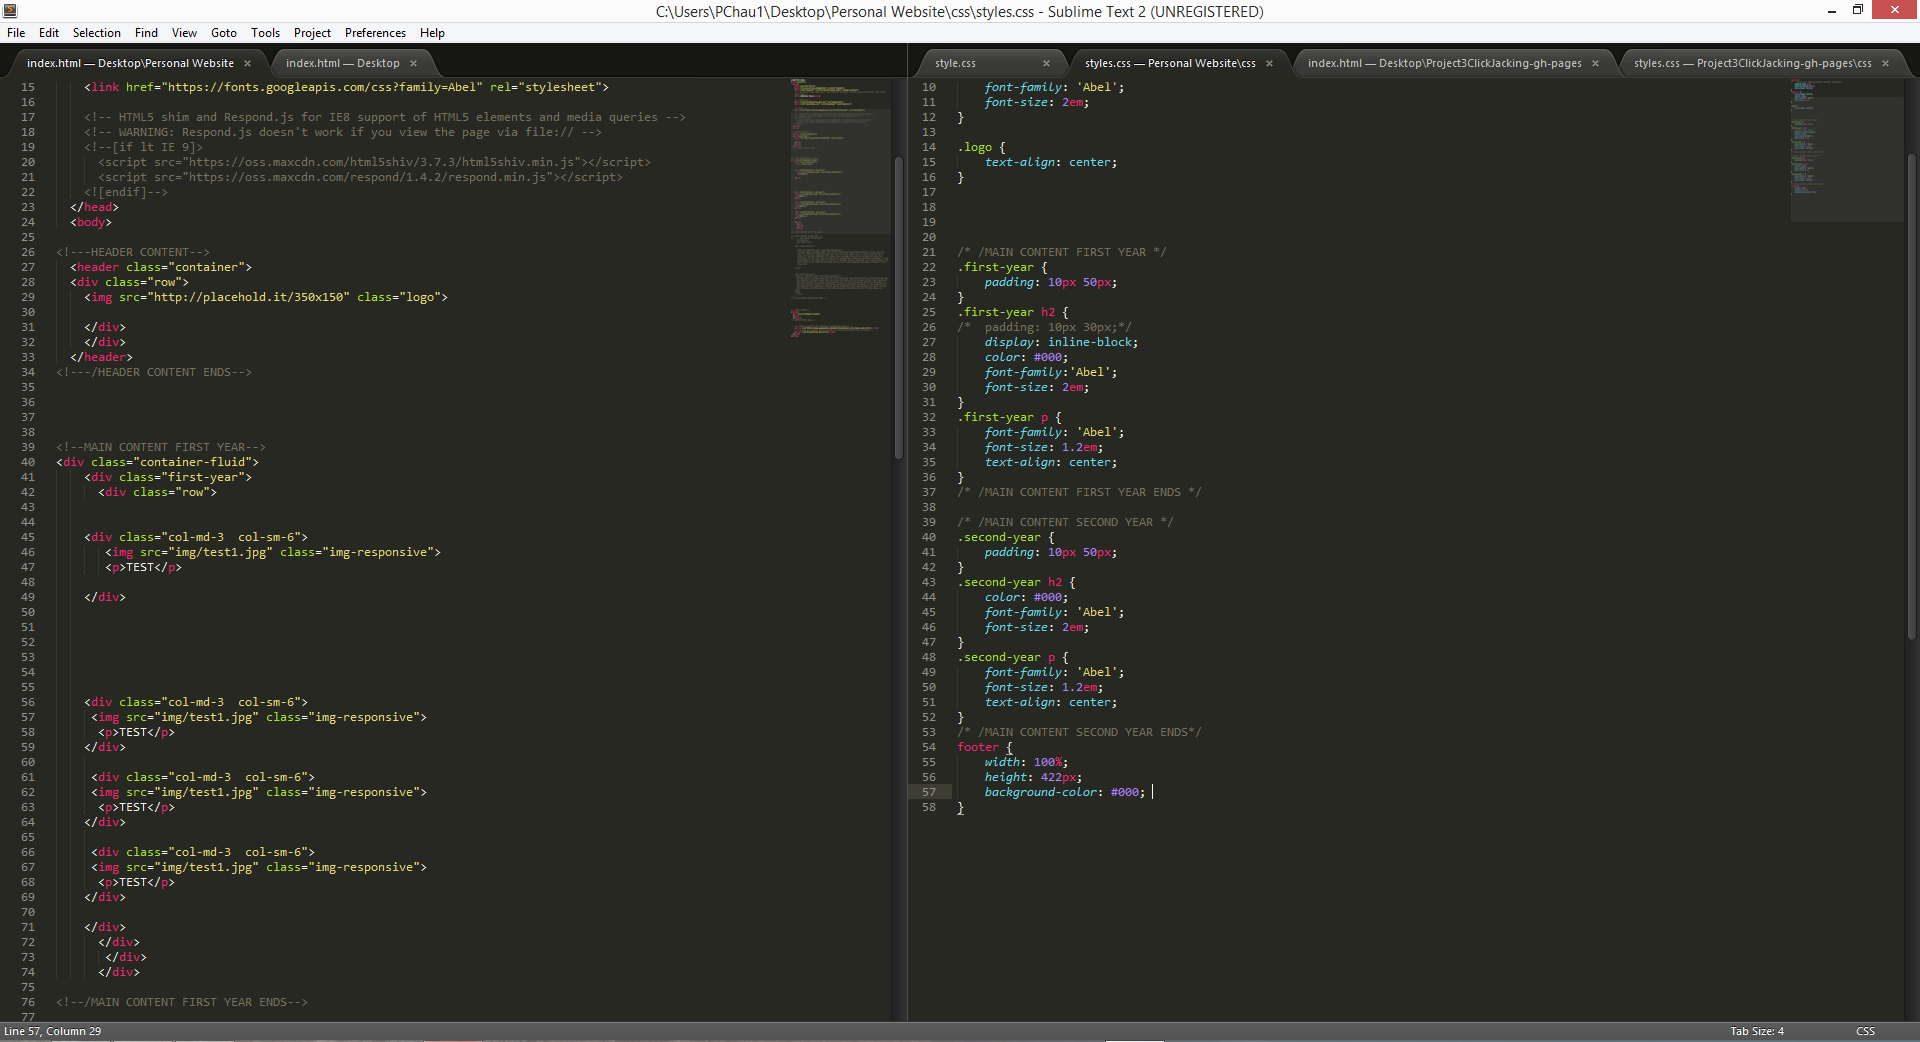 C:\Users\PChau1\Desktop\Personal Website\css\styles.css - Sublime Text 2 (UNREGISTERED)
File Edit Selection Find View Goto Tools Project Preferences Help
index.html — Desktop\Personal Website × index.html — Desktop ×
15 <link href="https://fonts.googleapis.com/css?family=Abel" rel="stylesheet">
16
17 <!-- HTML5 shim and Respond.js for IE8 support of HTML5 elements and media queries -->
18 <!-- WARNING: Respond.js doesn't work if you view the page via file:// -->
19 <!--[if lt IE 9]>
20 <script src="https://oss.maxcdn.com/html5shiv/3.7.3/html5shiv.min.js"></script>
21 <script src="https://oss.maxcdn.com/respond/1.4.2/respond.min.js"></script>
22 <![endif]-->
23 </head>
24 <body>
25
26 <!---HEADER CONTENT-->
27 <header class="container">
28 <div class="row">
29 <img src="http://placehold.it/350x150" class="logo">
30
31 </div>
32 </div>
33 </header>
34 <!---/HEADER CONTENT ENDS-->
35
36
37
38
39 <!--MAIN CONTENT FIRST YEAR-->
40 <div class="container-fluid">
41 <div class="first-year">
42 <div class="row">
43
44
45 <div class="col-md-3  col-sm-6">
46 <img src="img/test1.jpg" class="img-responsive">
47 <p>TEST</p>
48
49 </div>
50
51
52
53
54
55
56 <div class="col-md-3  col-sm-6">
57 <img src="img/test1.jpg" class="img-responsive">
58 <p>TEST</p>
59 </div>
60
61 <div class="col-md-3  col-sm-6">
62 <img src="img/test1.jpg" class="img-responsive">
63 <p>TEST</p>
64 </div>
65
66 <div class="col-md-3  col-sm-6">
67 <img src="img/test1.jpg" class="img-responsive">
68 <p>TEST</p>
69 </div>
70
71 </div>
72 </div>
73 </div>
74 </div>
75
76 <!--/MAIN CONTENT FIRST YEAR ENDS-->
77
style.css × styles.css — Personal Website\css × index.html — Desktop\Project3ClickJacking-gh-pages × styles.css — Project3ClickJacking-gh-pages\css ×
10 font-family: 'Abel';
11 font-size: 2em;
12 }
13
14 .logo {
15 text-align: center;
16 }
17
18
19
20
21 /* /MAIN CONTENT FIRST YEAR */
22 .first-year {
23 padding: 10px 50px;
24 }
25 .first-year h2 {
26 /*  padding: 10px 30px;*/
27 display: inline-block;
28 color: #000;
29 font-family:'Abel';
30 font-size: 2em;
31 }
32 .first-year p {
33 font-family: 'Abel';
34 font-size: 1.2em;
35 text-align: center;
36 }
37 /* /MAIN CONTENT FIRST YEAR ENDS */
38
39 /* /MAIN CONTENT SECOND YEAR */
40 .second-year {
41 padding: 10px 50px;
42 }
43 .second-year h2 {
44 color: #000;
45 font-family: 'Abel';
46 font-size: 2em;
47 }
48 .second-year p {
49 font-family: 'Abel';
50 font-size: 1.2em;
51 text-align: center;
52 }
53 /* /MAIN CONTENT SECOND YEAR ENDS*/
54 footer {
55 width: 100%;
56 height: 422px;
57 background-color: #000;
58 }
Line 57, Column 29 Tab Size: 4 CSS